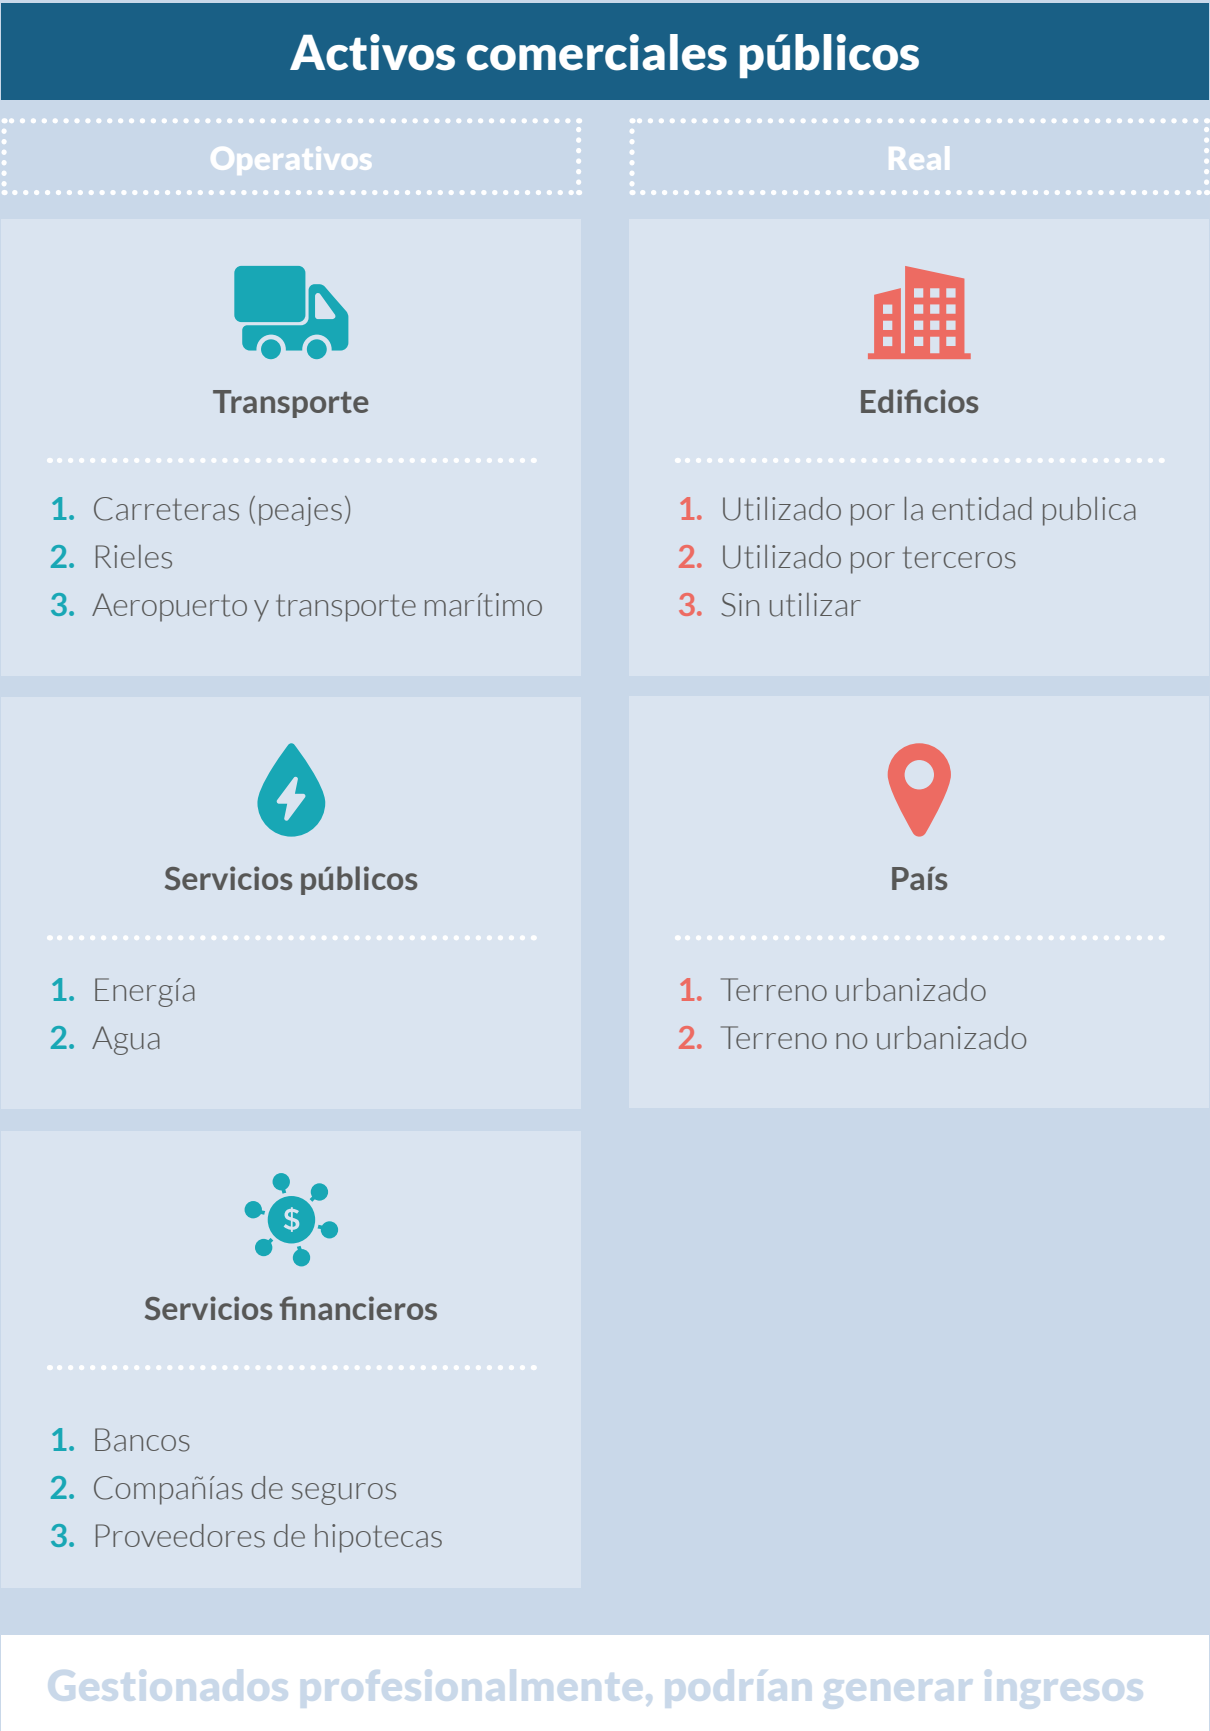 Activos comerciales públicos
Operativos
Transporte
1. Carreteras (peajes)
2. Rieles
3. Aeropuerto y transporte marítimo
Servicios públicos
1. Energía
2. Agua
$
Servicios financieros
1. Bancos
2. Compañías de seguros
3. Proveedores de hipotecas
Real
Edificios
1. Utilizado por la entidad publica
2. Utilizado por terceros
3. Sin utilizar
País
1. Terreno urbanizado
2. Terreno no urbanizado
Gestionados profesionalmente, podrían generar ingresos